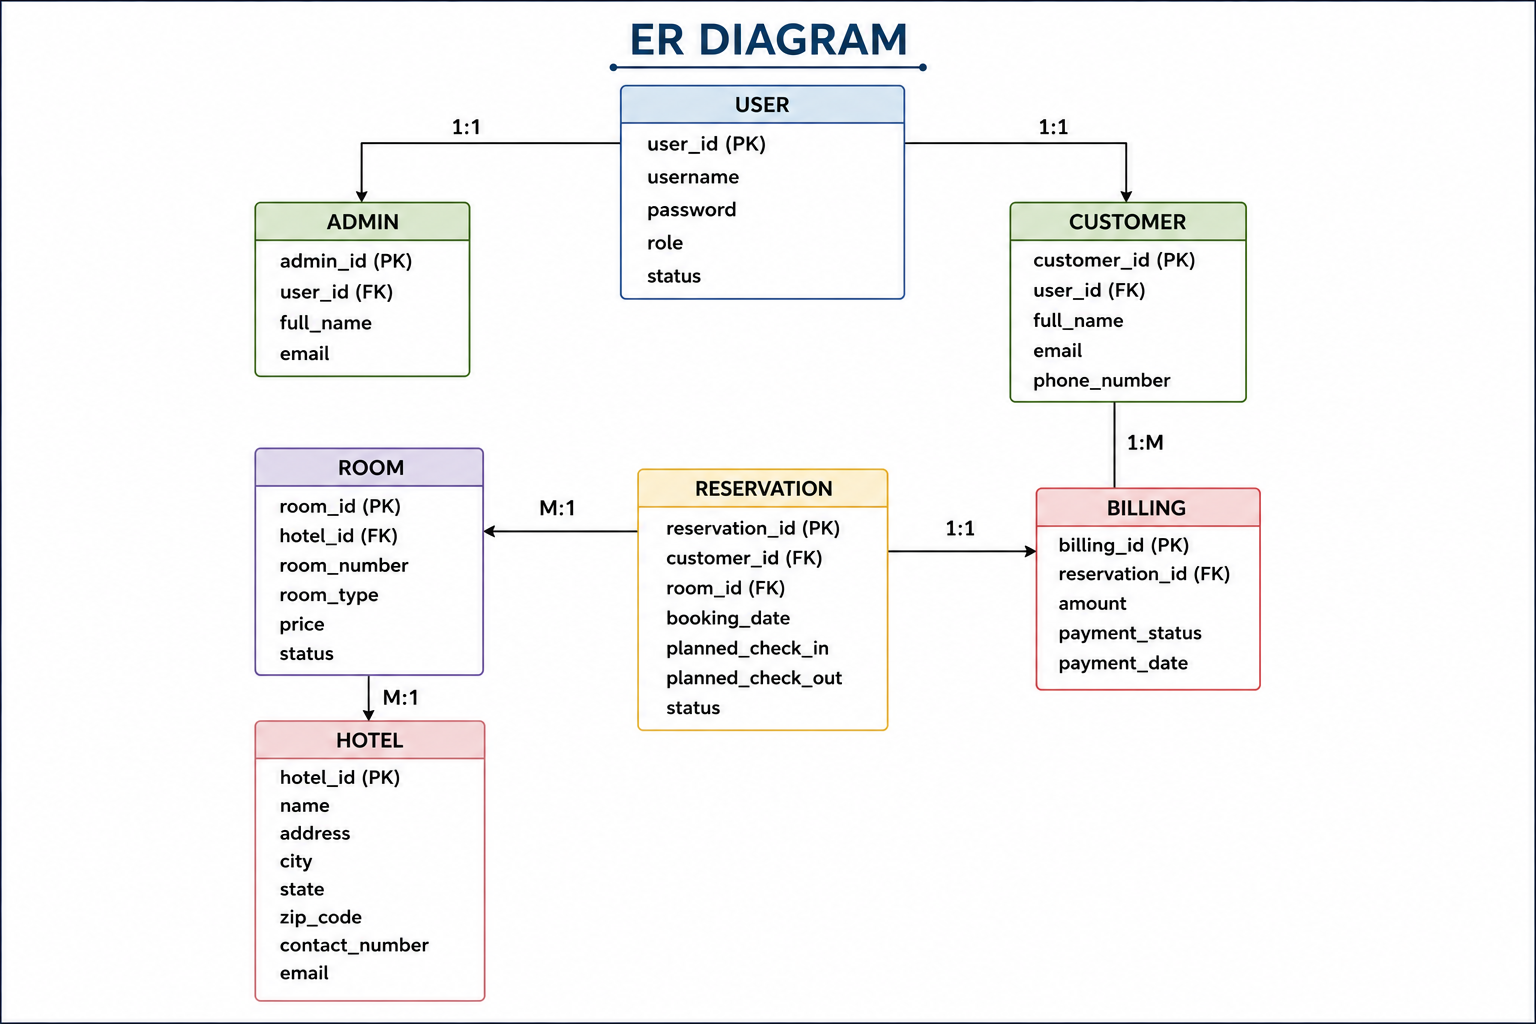 ER DIAGRAM
USER
user_id (PK)
username
password
role
status
1:1
1:1
ADMIN
admin_id (PK)
user_id (FK)
full_name
email
CUSTOMER
customer_id (PK)
user_id (FK)
full_name
email
phone_number
1:M
ROOM
room_id (PK)
hotel_id (FK)
room_number
room_type
price
status
M:1
RESERVATION
reservation_id (PK)
customer_id (FK)
room_id (FK)
booking_date
planned_check_in
planned_check_out
status
1:1
BILLING
billing_id (PK)
reservation_id (FK)
amount
payment_status
payment_date
M:1
HOTEL
hotel_id (PK)
name
address
city
state
zip_code
contact_number
email